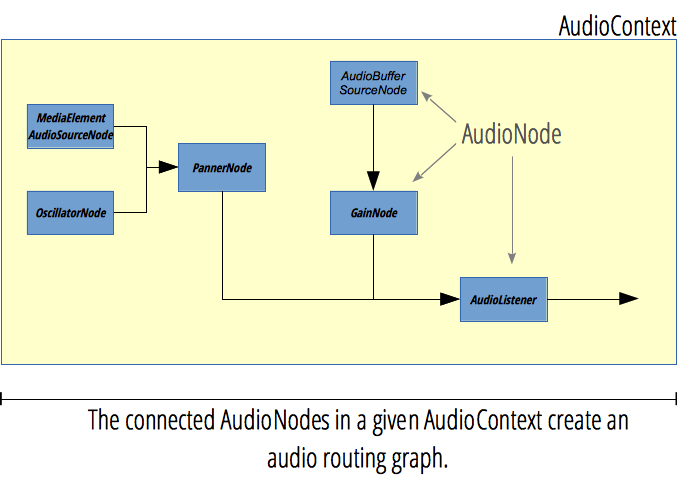 AudioContext
AudioBuffer
SourceNode
MediaElement
AudioSourceNode
AudioNode
PannerNode
OscillatorNode
GainNode
AudioListener
The connected AudioNodes in a given AudioContext create an
audio routing graph.